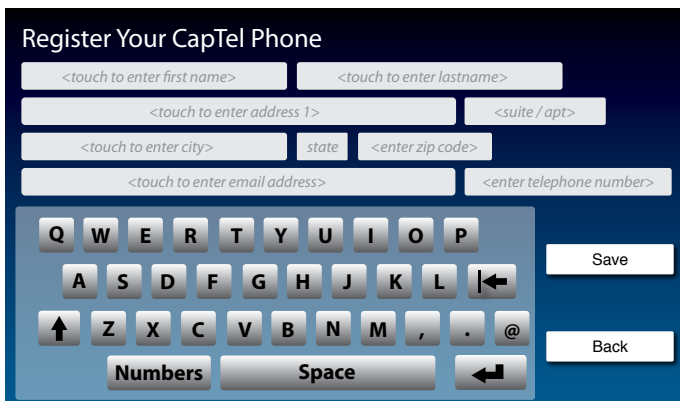 Register Your CapTel Phone
<touch to enter first name> <touch to enter lastname>
<touch to enter address 1> <suite / apt>
<touch to enter city> state <enter zip code>
<touch to enter email address> <enter telephone number>
Q W E R T Y U I O P
A S D F G H J K L
Save
Z X C V B N M , . @
Back
Numbers Space